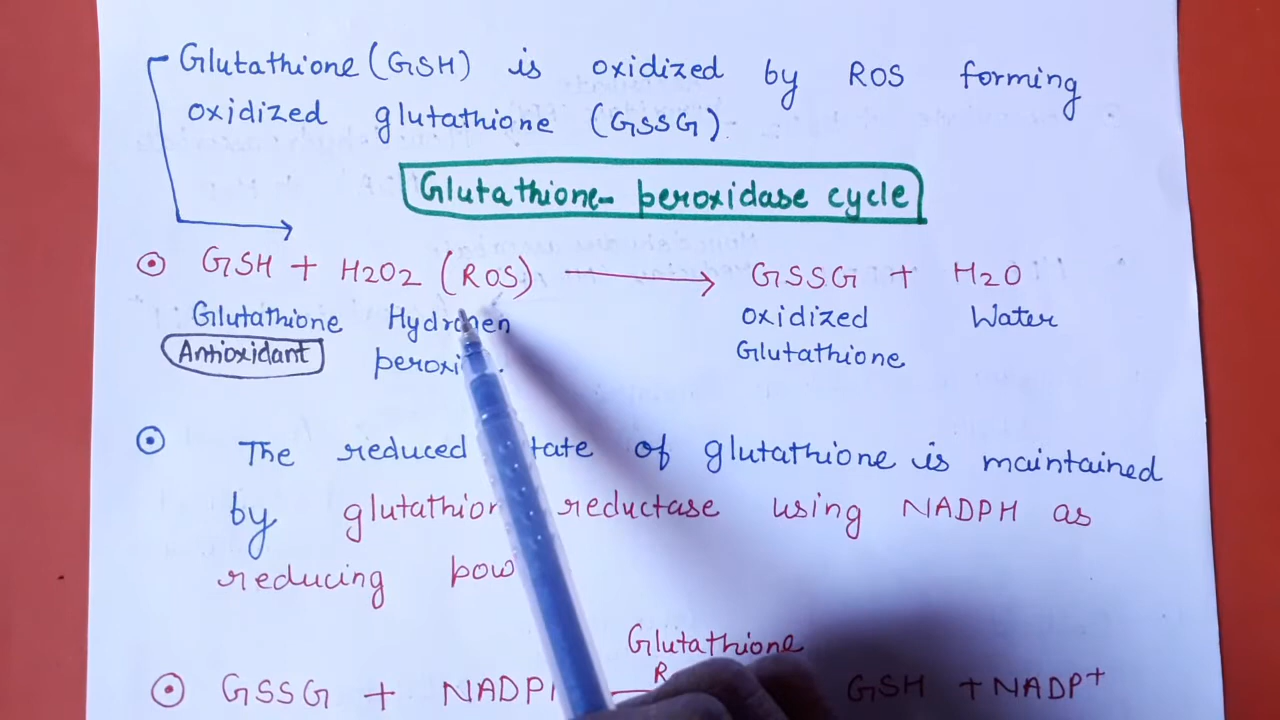 Glutathione (GSH) is oxidized by ROS forming
oxidized glutathione (GSSG)
Glutathione- peroxidase cycle
GSH + H2O2 (ROS) → GSSG + H2O
Glutathione Hydrogen oxidized Water
Antioxidant Glutathione
The reduced of glutathione is maintained
by reductase using NADPH as
reducing
Glutathione
GSSG + GSH + NADP+